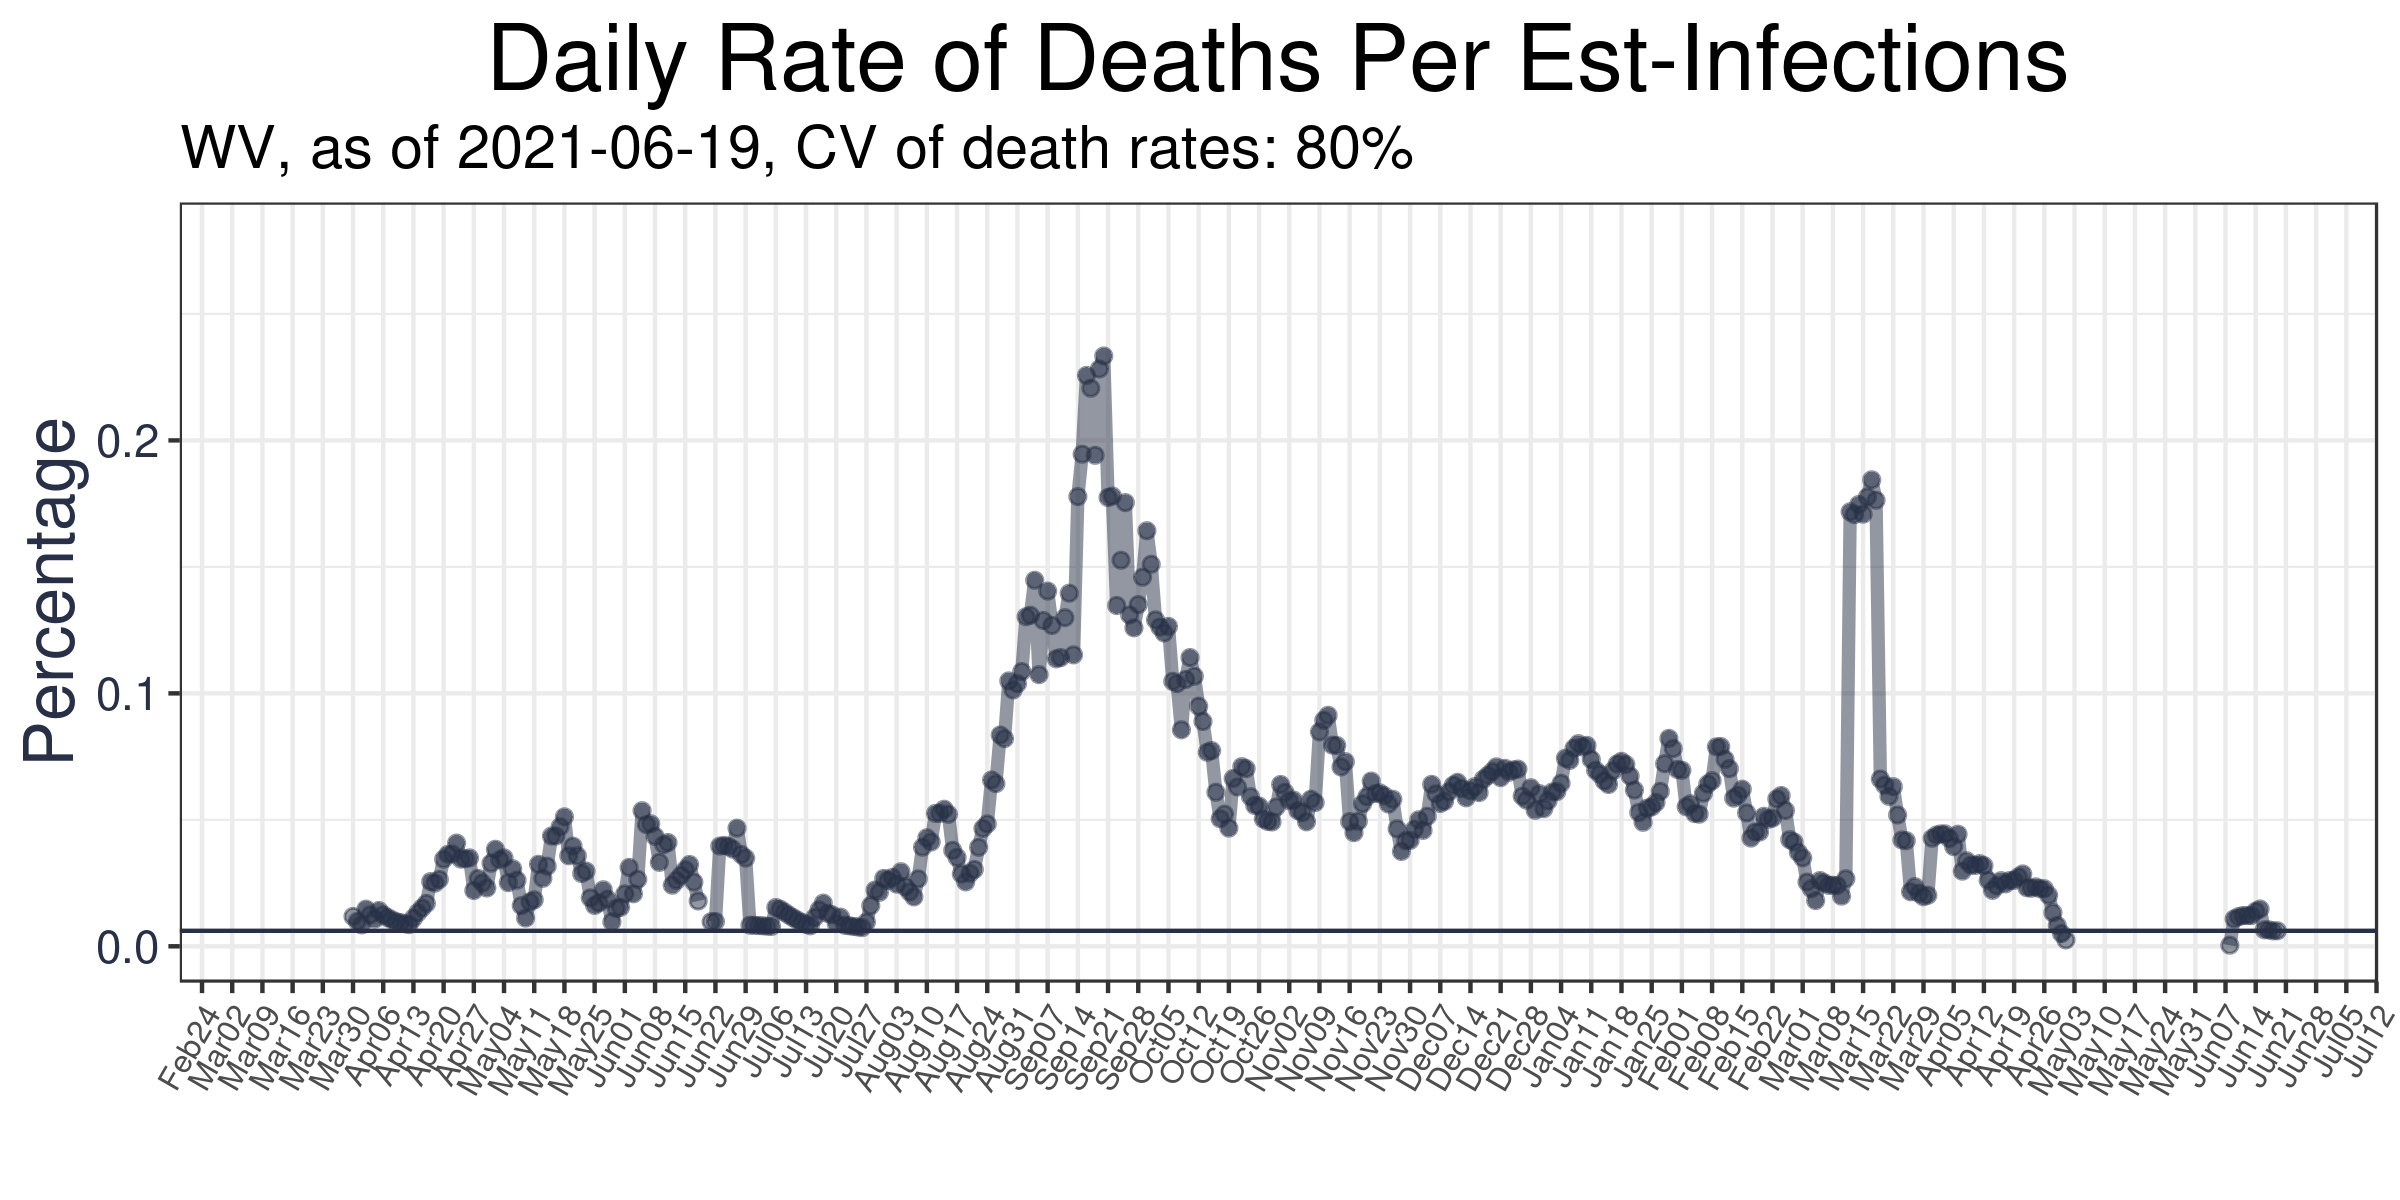 Daily Rate of Deaths Per Est-Infections
WV, as of 2021-06-19, CV of death rates: 80%
Percentage
0.2
0.1
0.0
Feb24
Mar02
Mar09
Mar16
Mar23
Mar30
Apr06
Apr13
Apr20
Apr27
May04
May11
May18
May25
Jun01
Jun08
Jun15
Jun22
Jun29
Jul06
Jul13
Jul20
Jul27
Aug03
Aug10
Aug17
Aug24
Aug31
Sep07
Sep14
Sep21
Sep28
Oct05
Oct12
Oct19
Oct26
Nov02
Nov09
Nov16
Nov23
Nov30
Dec07
Dec14
Dec21
Dec28
Jan04
Jan11
Jan18
Jan25
Feb01
Feb08
Feb15
Feb22
Mar01
Mar08
Mar15
Mar22
Mar29
Apr05
Apr12
Apr19
Apr26
May03
May10
May17
May24
May31
Jun07
Jun14
Jun21
Jun28
Jul05
Jul12